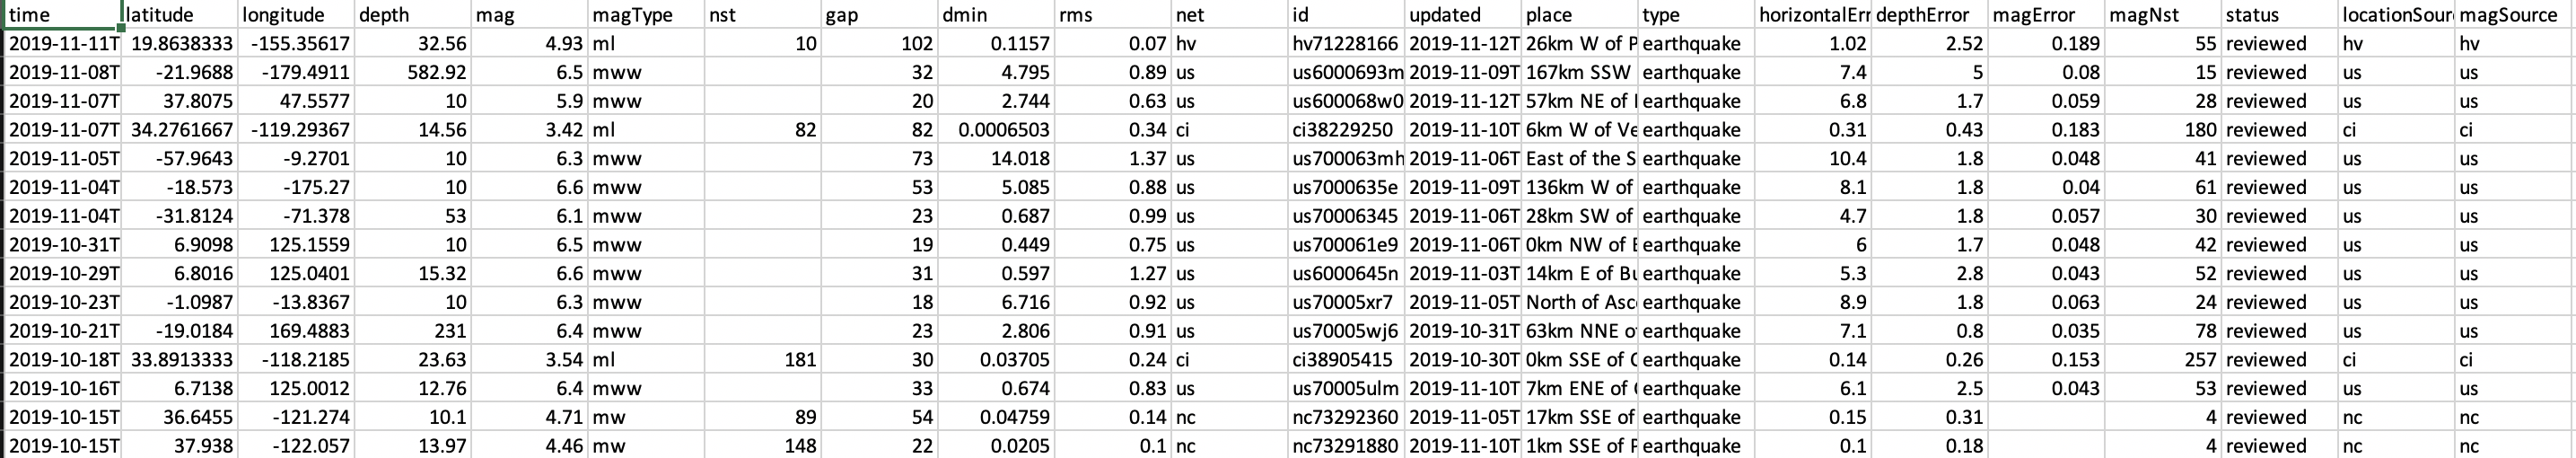 time latitude longitude depth mag magType nst gap dmin rms net id updated place type horizontalErr depthError magError magNst status locationSour magSource
2019-11-11T 19.8638333 -155.35617 32.56 4.93 ml 10 102 0.1157 0.07 hv hv71228166 2019-11-12T 26km W of P earthquake 1.02 2.52 0.189 55 reviewed hv hv
2019-11-08T -21.9688 -179.4911 582.92 6.5 mww 32 4.795 0.89 us us6000693m 2019-11-09T 167km SSW earthquake 7.4 5 0.08 15 reviewed us us
2019-11-07T 37.8075 47.5577 10 5.9 mww 20 2.744 0.63 us us600068w0 2019-11-12T 57km NE of earthquake 6.8 1.7 0.059 28 reviewed us us
2019-11-07T 34.2761667 -119.29367 14.56 3.42 ml 82 82 0.0006503 0.34 ci ci38229250 2019-11-10T 6km W of Ve earthquake 0.31 0.43 0.183 180 reviewed ci ci
2019-11-05T -57.9643 -9.2701 10 6.3 mww 73 14.018 1.37 us us700063mh 2019-11-06T East of the S earthquake 10.4 1.8 0.048 41 reviewed us us
2019-11-04T -18.573 -175.27 10 6.6 mww 53 5.085 0.88 us us7000635e 2019-11-09T 136km W of earthquake 8.1 1.8 0.04 61 reviewed us us
2019-11-04T -31.8124 -71.378 53 6.1 mww 23 0.687 0.99 us us70006345 2019-11-06T 28km SW of earthquake 4.7 1.8 0.057 30 reviewed us us
2019-10-31T 6.9098 125.1559 10 6.5 mww 19 0.449 0.75 us us700061e9 2019-11-06T 0km NW of earthquake 6 1.7 0.048 42 reviewed us us
2019-10-29T 6.8016 125.0401 15.32 6.6 mww 31 0.597 1.27 us us6000645n 2019-11-03T 14km E of Bu earthquake 5.3 2.8 0.043 52 reviewed us us
2019-10-23T -1.0987 -13.8367 10 6.3 mww 18 6.716 0.92 us us70005xr7 2019-11-05T North of Asc earthquake 8.9 1.8 0.063 24 reviewed us us
2019-10-21T -19.0184 169.4883 231 6.4 mww 23 2.806 0.91 us us70005wj6 2019-10-31T 63km NNE o earthquake 7.1 0.8 0.035 78 reviewed us us
2019-10-18T 33.8913333 -118.2185 23.63 3.54 ml 181 30 0.03705 0.24 ci ci38905415 2019-10-30T 0km SSE of earthquake 0.14 0.26 0.153 257 reviewed ci ci
2019-10-16T 6.7138 125.0012 12.76 6.4 mww 33 0.674 0.83 us us70005ulm 2019-11-10T 7km ENE of earthquake 6.1 2.5 0.043 53 reviewed us us
2019-10-15T 36.6455 -121.274 10.1 4.71 mw 89 54 0.04759 0.14 nc nc73292360 2019-11-05T 17km SSE of earthquake 0.15 0.31 4 reviewed nc nc
2019-10-15T 37.938 -122.057 13.97 4.46 mw 148 22 0.0205 0.1 nc nc73291880 2019-11-10T 1km SSE of earthquake 0.1 0.18 4 reviewed nc nc